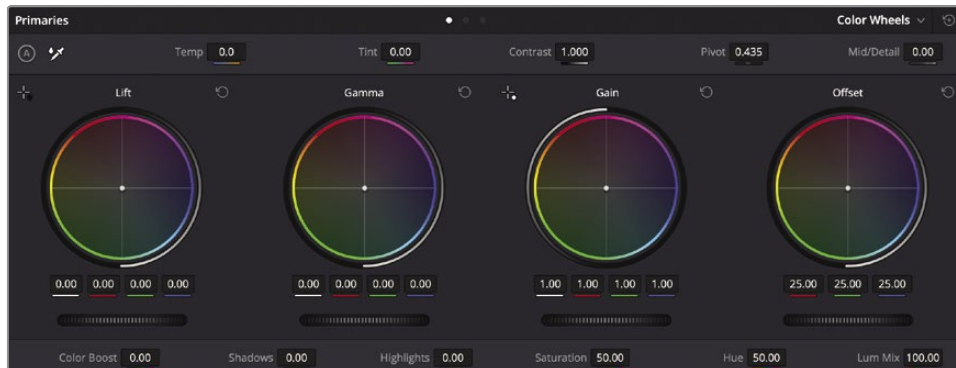 Primaries Color Wheels
A Temp 0.0 Tint 0.00 Contrast 1.000 Pivot 0.435 Mid/Detail 0.00
Lift Gamma Gain Offset
0.00 0.00 0.00 0.00 0.00 0.00 0.00 0.00 1.00 1.00 1.00 1.00 25.00 25.00 25.00
Color Boost 0.00 Shadows 0.00 Highlights 0.00 Saturation 50.00 Hue 50.00 Lum Mix 100.00